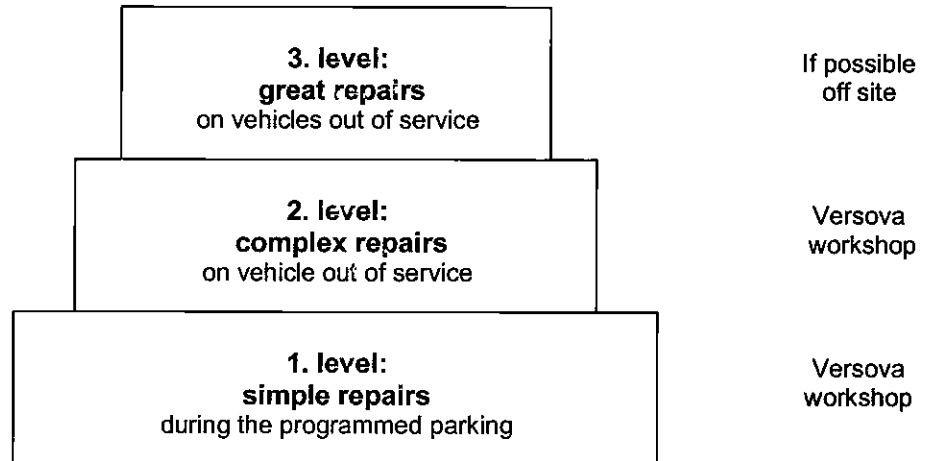 3. level:
great repairs
on vehicles out of service
If possible
off site
2. level:
complex repairs
on vehicle out of service
Versova
workshop
1. level:
simple repairs
during the programmed parking
Versova
workshop